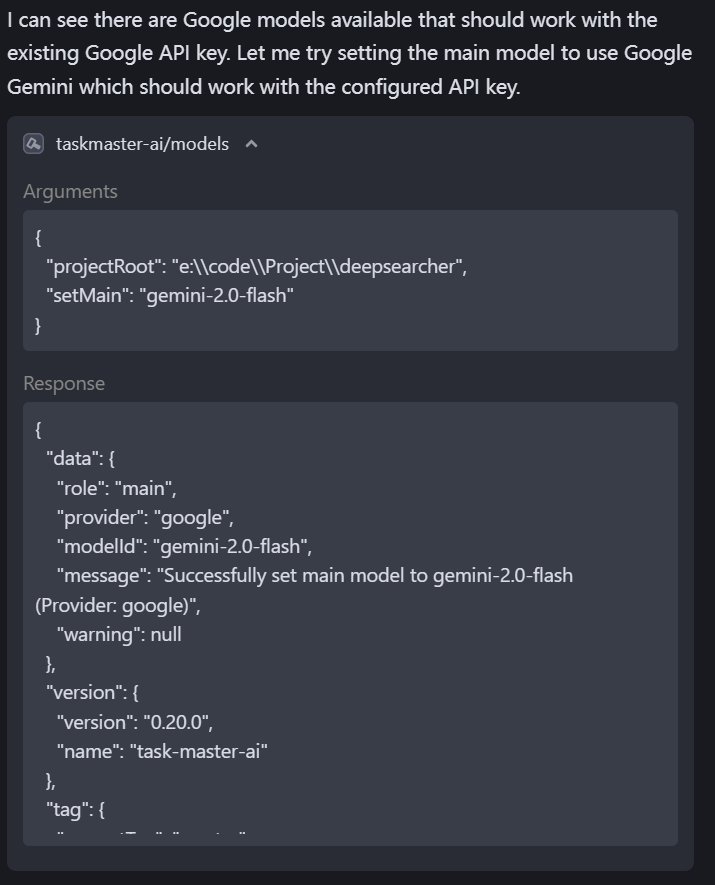 I can see there are Google models available that should work with the
existing Google API key. Let me try setting the main model to use Google
Gemini which should work with the configured API key.
taskmaster-ai/models
Arguments
{
"projectRoot": "e:\\code\\Project\\deepsearcher",
"setMain": "gemini-2.0-flash"
}
Response
{
"data": {
"role": "main",
"provider": "google",
"modelId": "gemini-2.0-flash",
"message": "Successfully set main model to gemini-2.0-flash
(Provider: google)",
"warning": null
},
"version": {
"version": "0.20.0",
"name": "task-master-ai"
},
"tag": {